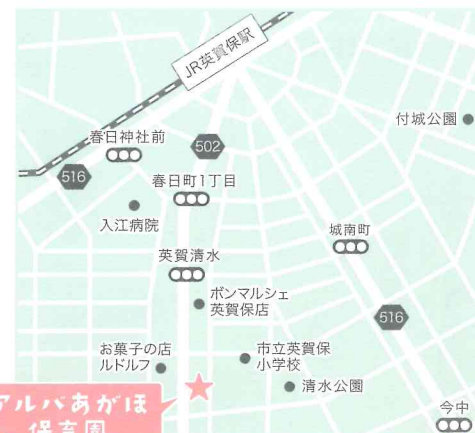 JR英賀保駅
付城公園
春日神社前
502
516
春日町1丁目
入江病院
城南町
英賀清水
ボンマルシェ
英賀保店
516
お菓子の店
ルドルフ
市立英賀保
小学校
清水公園
アルバあがほ
保育園
今中